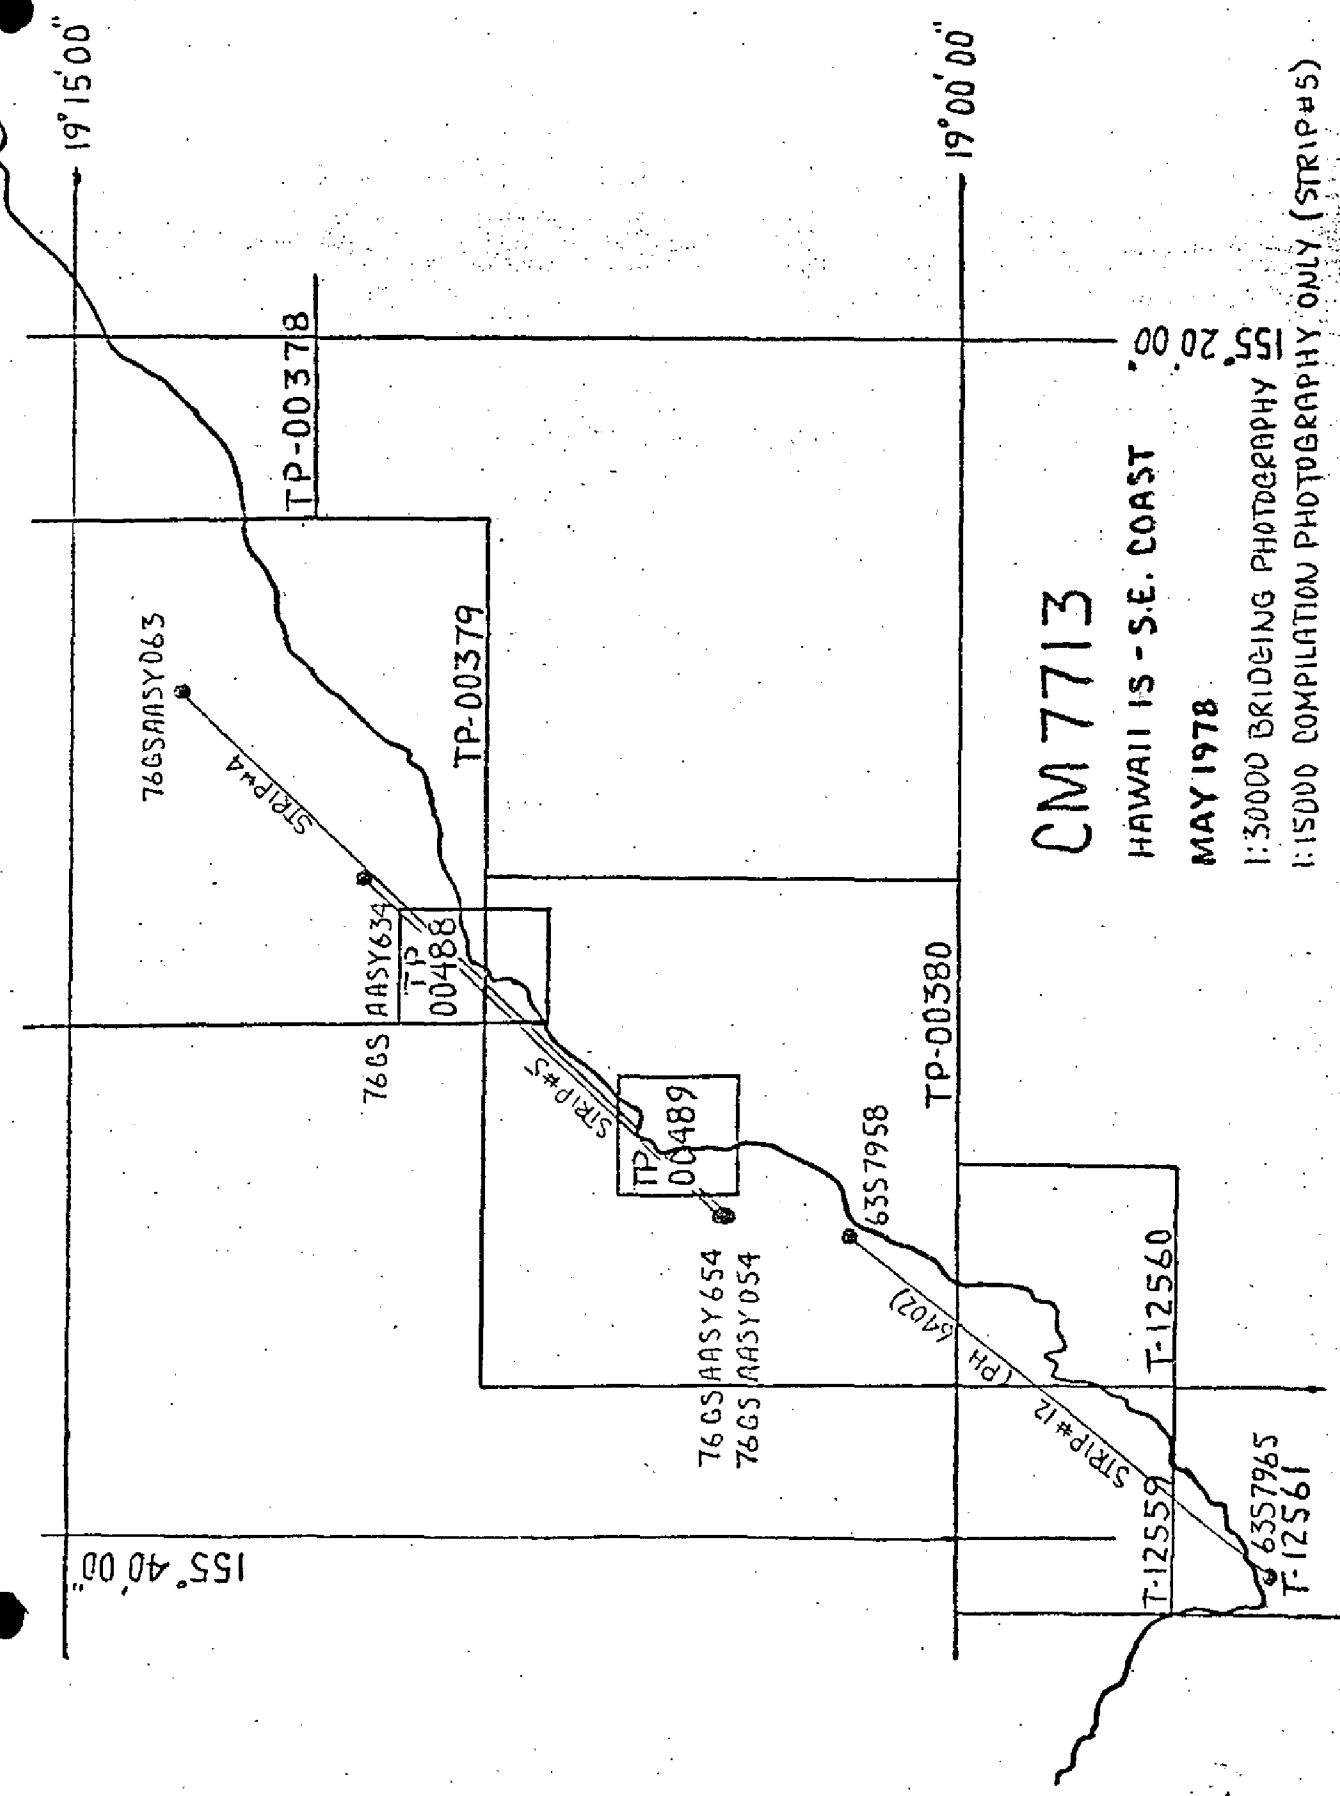 19°15'00"
TP-00378
76GSAASY063
STRIP#4
TP-00379
76GS AASY634
TP
00488
STRIP#5
TP
00489
76GS AASY654
76GS AASY054
TP-00380
63S7958
(PH 6402)
STRIP#12
155°40'00"
155°20'00"
19°00'00"
T-12560
T-12559
63S7965
T-12561
CM7713
HAWAII IS - S.E. COAST
MAY 1978
1:30000 BRIDGING PHOTOGRAPHY
1:15000 COMPILATION PHOTOGRAPHY ONLY (STRIP#5)